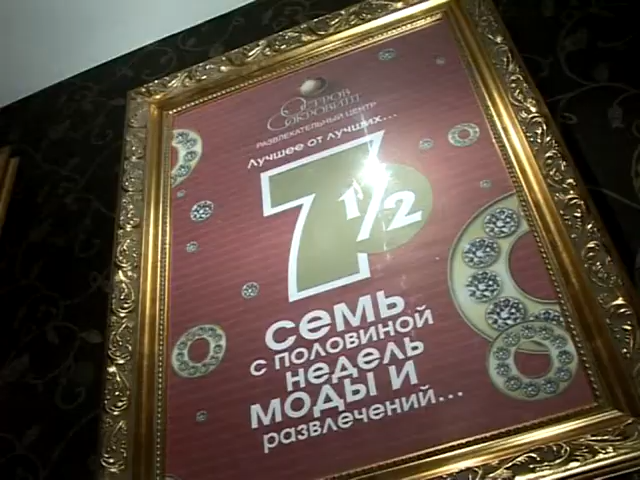 Остров
Сокровищ
РАЗВЛЕКАТЕЛЬНЫЙ ЦЕНТР
Лучшее от лучших...
7 1/2
семь
с половиной
недель
моды и
развлечений...